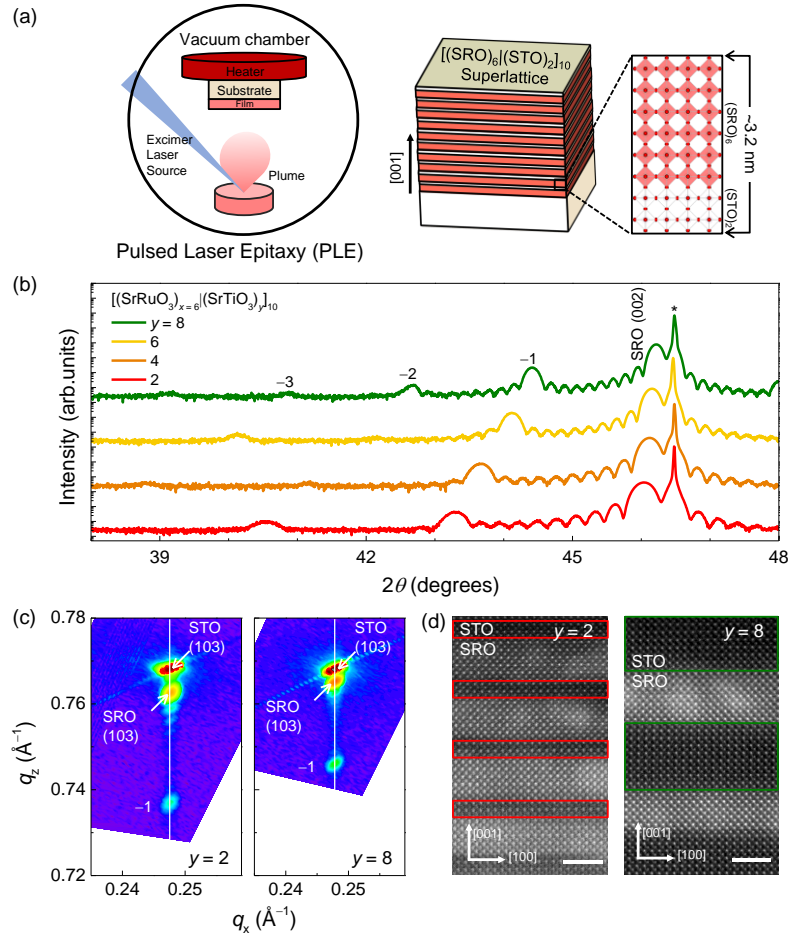 (a)
Vacuum chamber
Heater
Substrate
Film
Excimer
Laser
Source
Plume
Pulsed Laser Epitaxy (PLE)
[(SRO)6|(STO)2]10
Superlattice
[001]
(SRO)6
(STO)2
~3.2 nm
(b)
[(SrRuO3)x = 6|(SrTiO3)y]10
y = 8
6
4
2
−3
−2
−1
SRO (002)
*
Intensity (arb.units)
39
42
45
48
2θ (degrees)
(c)
0.78
0.76
0.74
0.72
qz (Å−1)
STO
(103)
SRO
(103)
−1
y = 2
STO
(103)
SRO
(103)
−1
y = 8
0.24
0.25
0.24
0.25
qx (Å−1)
(d)
STO
y = 2
SRO
[001]
[100]
y = 8
STO
SRO
[001]
[100]